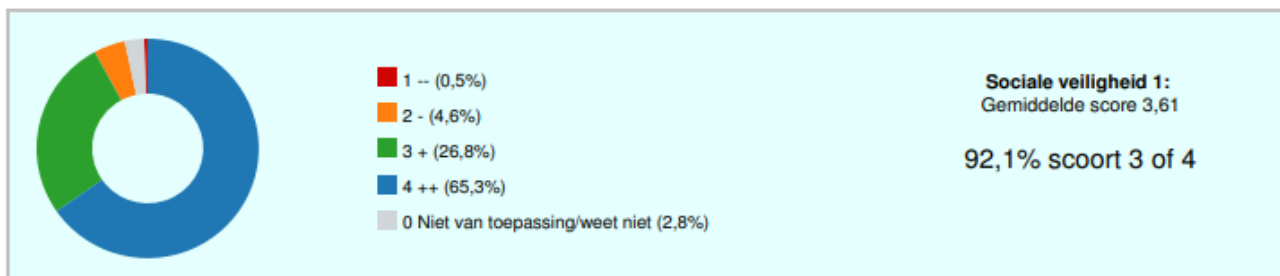 1 -- (0,5%)
2 - (4,6%)
3 + (26,8%)
4 ++ (65,3%)
0 Niet van toepassing/weet niet (2,8%)
Sociale veiligheid 1:
Gemiddelde score 3,61
92,1% scoort 3 of 4